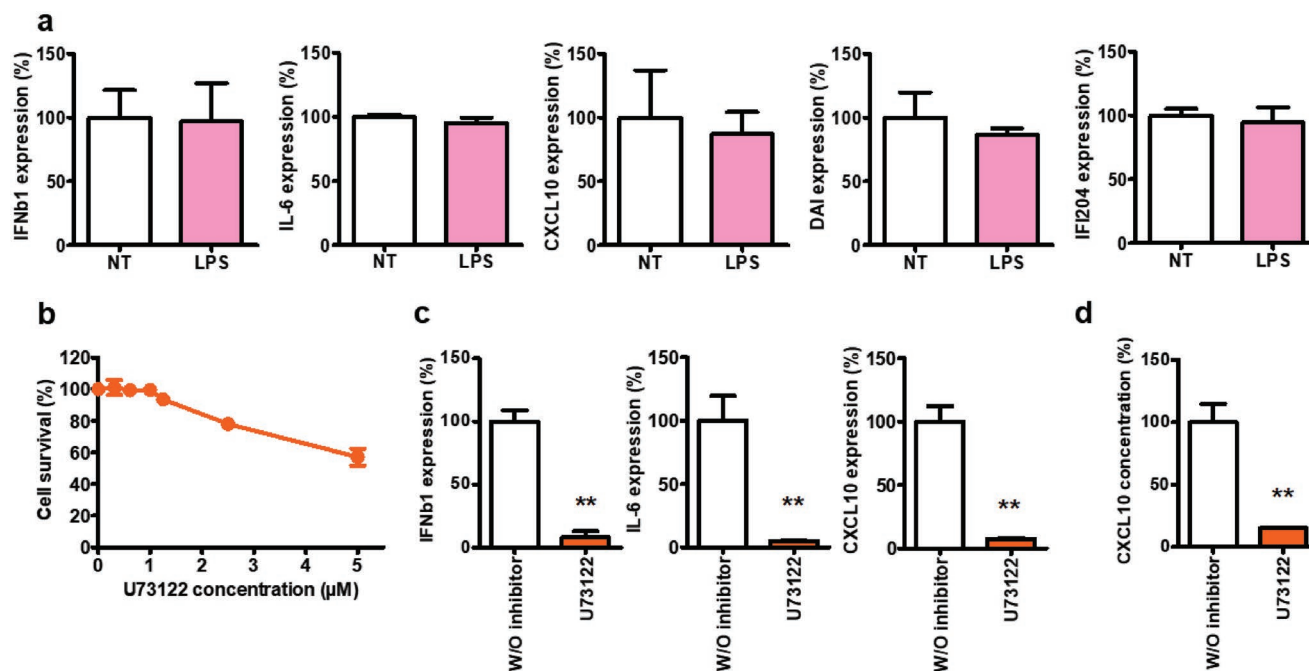 a
IFNb1 expression (%)
150
100
50
0
NT LPS
IL-6 expression (%)
150
100
50
0
NT LPS
CXCL10 expression (%)
150
100
50
0
NT LPS
DAI expression (%)
150
100
50
0
NT LPS
IFI204 expression (%)
150
100
50
0
NT LPS
b
Cell survival (%)
120
100
80
60
40
20
0
0 1 2 3 4 5
U73122 concentration (µM)
c
IFNb1 expression (%)
150
100
50
0
**
W/O inhibitor
U73122
IL-6 expression (%)
150
100
50
0
**
W/O inhibitor
U73122
CXCL10 expression (%)
150
100
50
0
**
W/O inhibitor
U73122
d
CXCL10 concentration (%)
150
100
50
0
**
W/O inhibitor
U73122